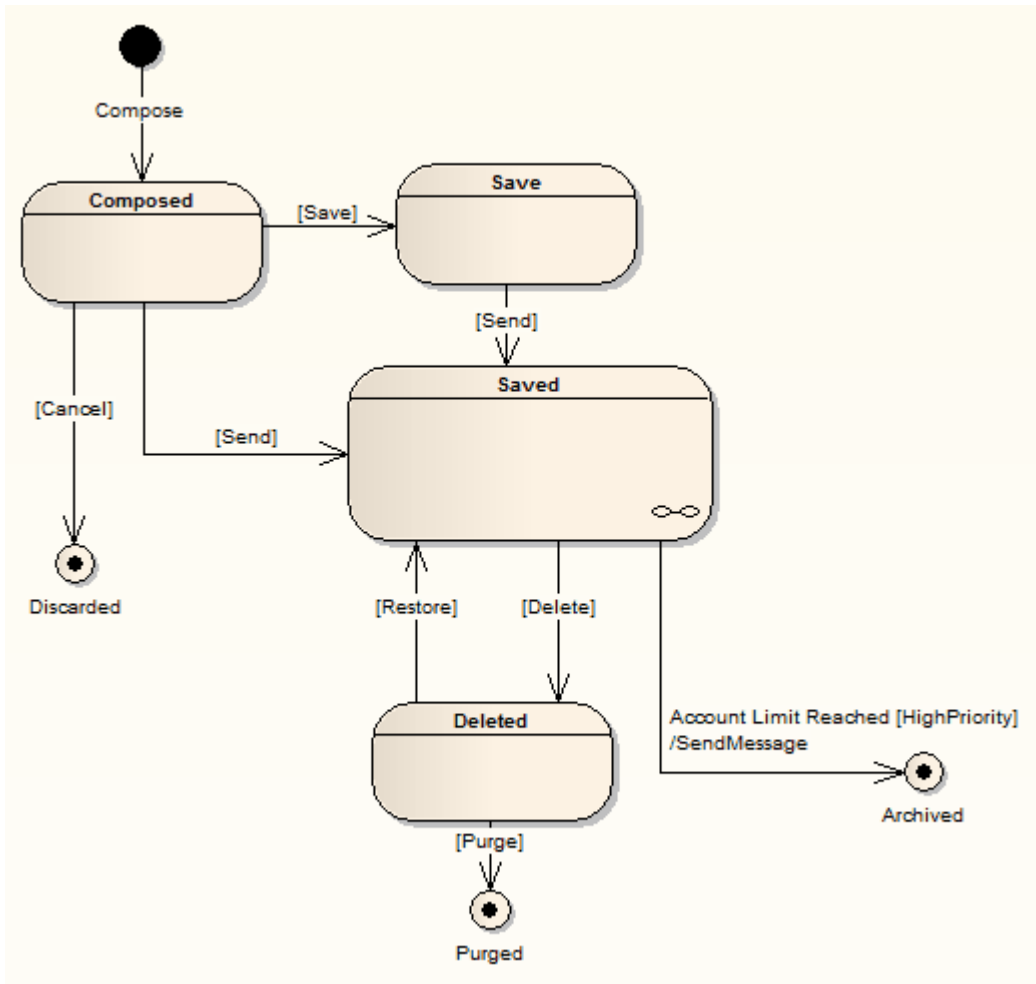 Compose
Composed
Save
[Save]
[Send]
Saved
[Cancel]
[Send]
Discarded
[Restore]
[Delete]
Deleted
Account Limit Reached [HighPriority]
/SendMessage
Archived
[Purge]
Purged